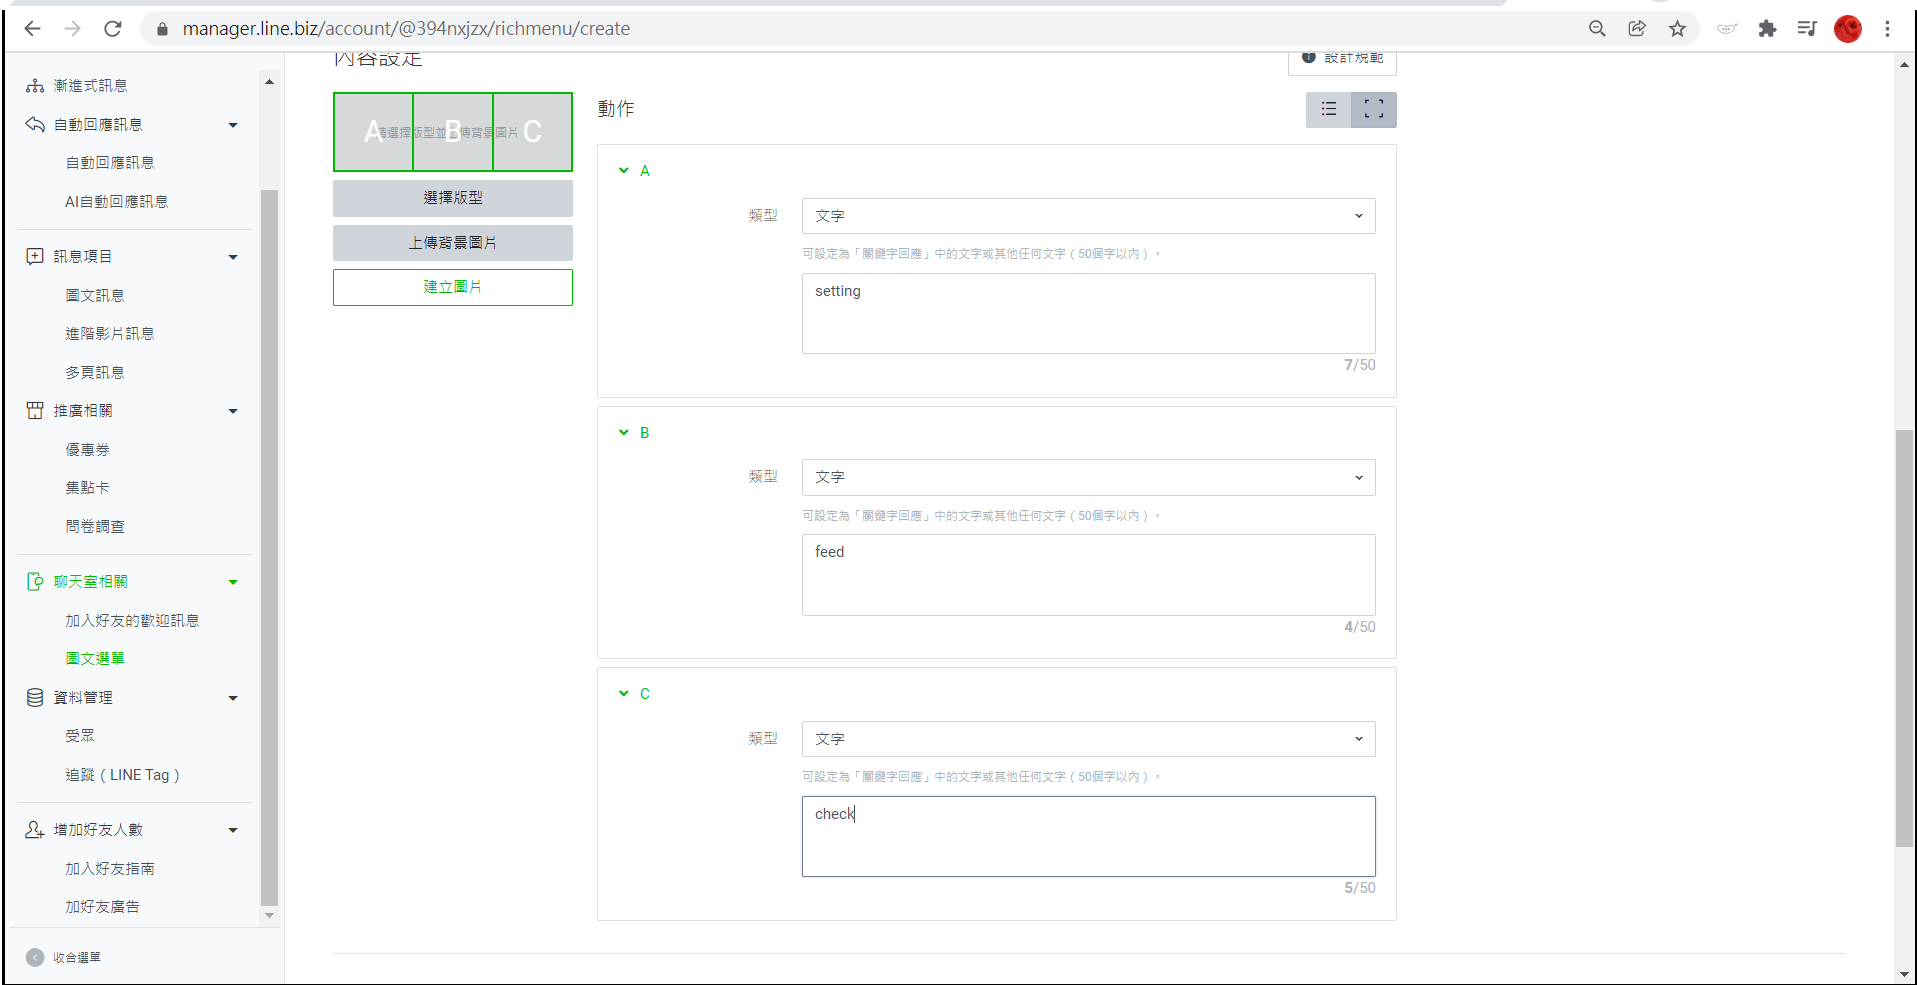 manager.line.biz/account/@394nxjzx/richmenu/create
漸進式訊息
自動回應訊息
自動回應訊息
AI自動回應訊息
訊息項目
圖文訊息
進階影片訊息
多頁訊息
推廣相關
優惠券
集點卡
問卷調查
聊天室相關
加入好友的歡迎訊息
圖文選單
資料管理
受眾
追蹤（LINE Tag）
增加好友人數
加入好友指南
加好友廣告
收合選單
內容設定
設計規範
A
B
C
請選擇版型並上傳背景圖片
選擇版型
上傳背景圖片
建立圖片
動作
A
類型
文字
可設定為「關鍵字回應」中的文字或其他任何文字（50個字以內）。
setting
7/50
B
類型
文字
可設定為「關鍵字回應」中的文字或其他任何文字（50個字以內）。
feed
4/50
C
類型
文字
可設定為「關鍵字回應」中的文字或其他任何文字（50個字以內）。
check
5/50